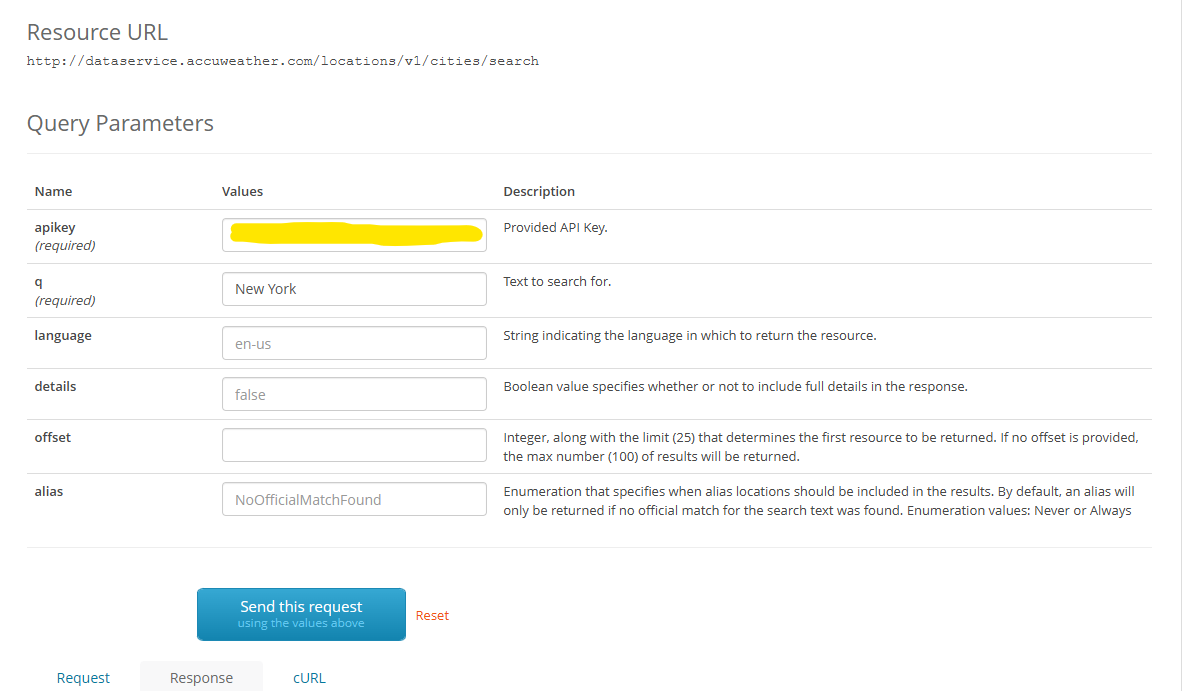 Resource URL
http://dataservice.accuweather.com/locations/v1/cities/search
Query Parameters
Name Values Description
apikey Provided API Key.
(required)
q New York Text to search for.
(required)
language en-us String indicating the language in which to return the resource.
details false Boolean value specifies whether or not to include full details in the response.
offset Integer, along with the limit (25) that determines the first resource to be returned. If no offset is provided,
the max number (100) of results will be returned.
alias NoOfficialMatchFound Enumeration that specifies when alias locations should be included in the results. By default, an alias will
only be returned if no official match for the search text was found. Enumeration values: Never or Always
Send this request
using the values above
Reset
Request Response cURL